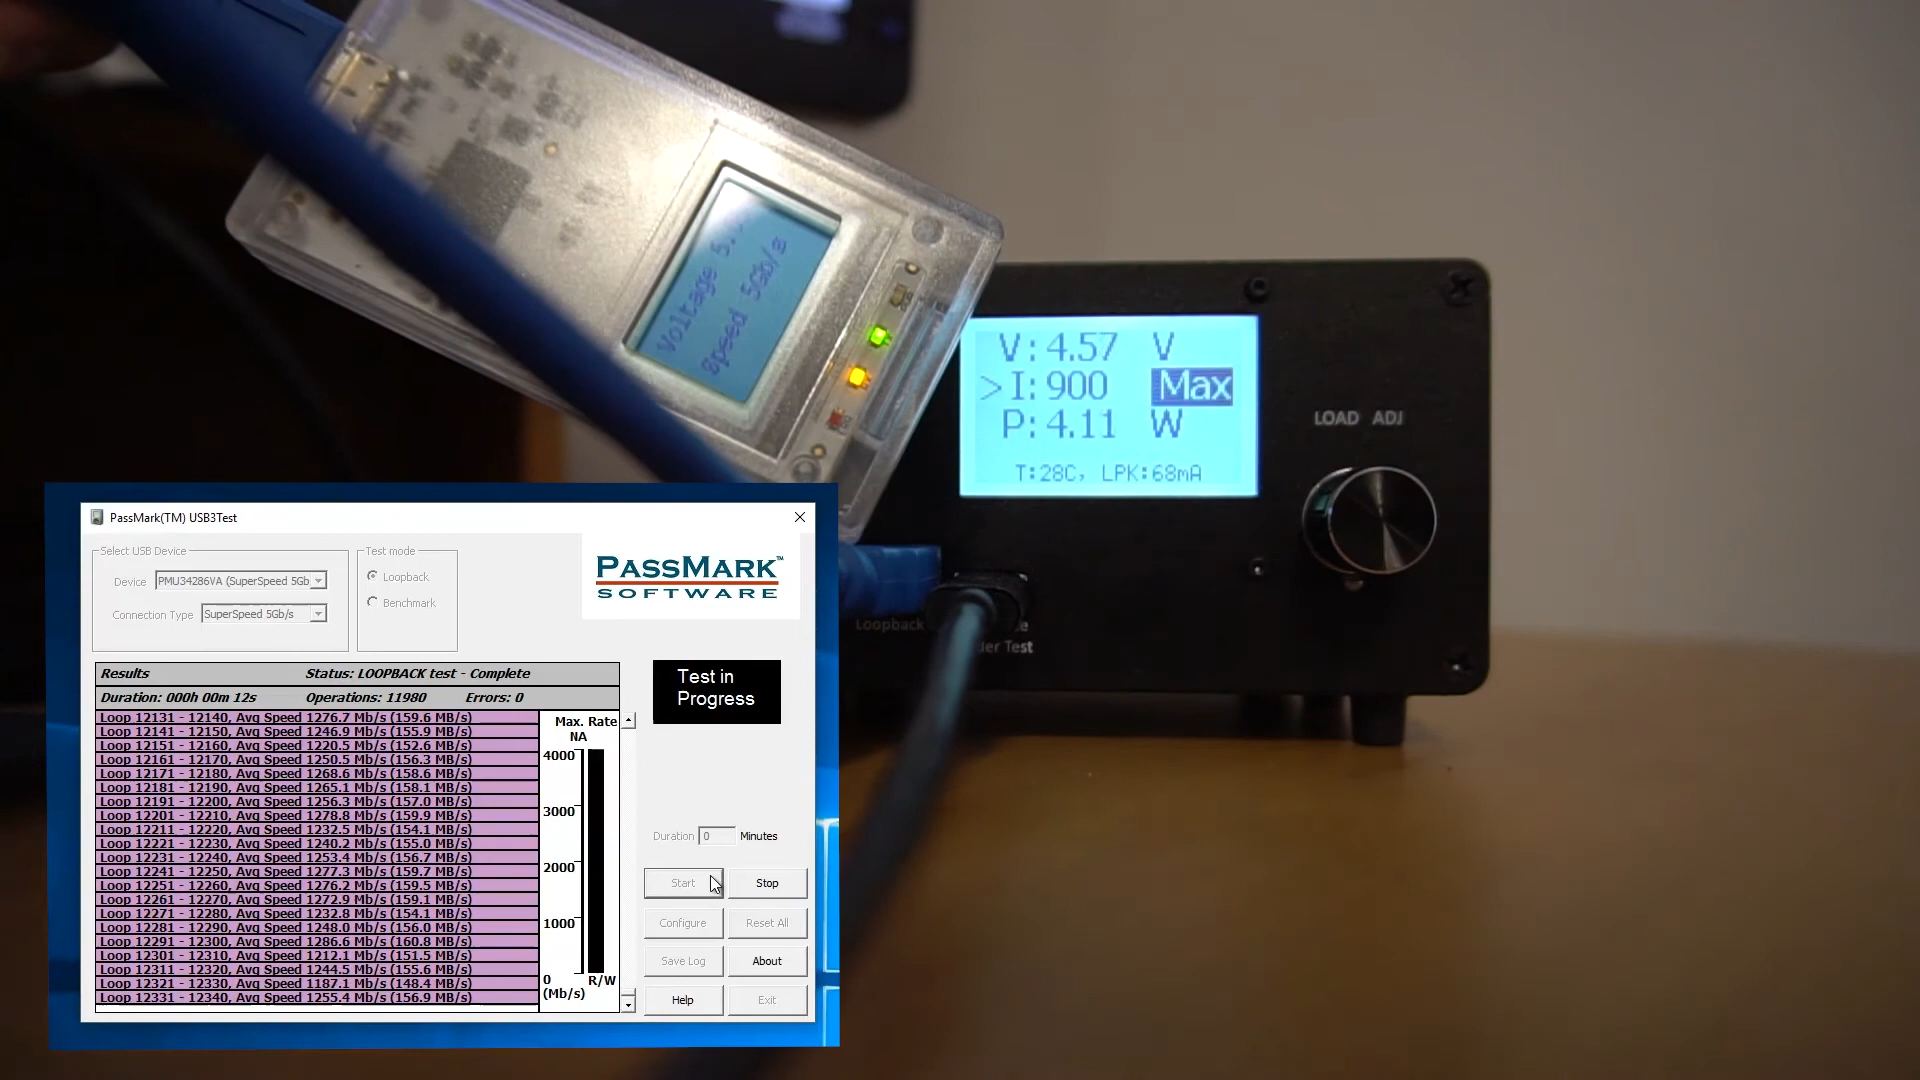 Voltage 5.
Speed 5Gb/s
V: 4.57 V
>I: 900 Max
P: 4.11 W
T:28C, LPK:68mA
LOAD ADJ
Loopback
der Test
PassMark(TM) USB3Test
PASSMARK™
SOFTWARE
Select USB Device
Device PMU34286VA (SuperSpeed 5Gb
Connection Type SuperSpeed 5Gb/s
Test mode
Loopback
Benchmark
Results Status: LOOPBACK test - Complete
Duration: 000h 00m 12s Operations: 11980 Errors: 0
Loop 12131 - 12140, Avg Speed 1276.7 Mb/s (159.6 MB/s)
Loop 12141 - 12150, Avg Speed 1246.9 Mb/s (155.9 MB/s)
Loop 12151 - 12160, Avg Speed 1220.5 Mb/s (152.6 MB/s)
Loop 12161 - 12170, Avg Speed 1250.5 Mb/s (156.3 MB/s)
Loop 12171 - 12180, Avg Speed 1268.6 Mb/s (158.6 MB/s)
Loop 12181 - 12190, Avg Speed 1265.1 Mb/s (158.1 MB/s)
Loop 12191 - 12200, Avg Speed 1256.3 Mb/s (157.0 MB/s)
Loop 12201 - 12210, Avg Speed 1278.8 Mb/s (159.9 MB/s)
Loop 12211 - 12220, Avg Speed 1232.5 Mb/s (154.1 MB/s)
Loop 12221 - 12230, Avg Speed 1240.2 Mb/s (155.0 MB/s)
Loop 12231 - 12240, Avg Speed 1253.4 Mb/s (156.7 MB/s)
Loop 12241 - 12250, Avg Speed 1277.3 Mb/s (159.7 MB/s)
Loop 12251 - 12260, Avg Speed 1276.2 Mb/s (159.5 MB/s)
Loop 12261 - 12270, Avg Speed 1272.9 Mb/s (159.1 MB/s)
Loop 12271 - 12280, Avg Speed 1232.8 Mb/s (154.1 MB/s)
Loop 12281 - 12290, Avg Speed 1248.0 Mb/s (156.0 MB/s)
Loop 12291 - 12300, Avg Speed 1286.6 Mb/s (160.8 MB/s)
Loop 12301 - 12310, Avg Speed 1212.1 Mb/s (151.5 MB/s)
Loop 12311 - 12320, Avg Speed 1244.5 Mb/s (155.6 MB/s)
Loop 12321 - 12330, Avg Speed 1187.1 Mb/s (148.4 MB/s)
Loop 12331 - 12340, Avg Speed 1255.4 Mb/s (156.9 MB/s)
Max. Rate
NA
4000
3000
2000
1000
0 R/W
(Mb/s)
Test in
Progress
Duration 0 Minutes
Start Stop
Configure Reset All
Save Log About
Help Exit